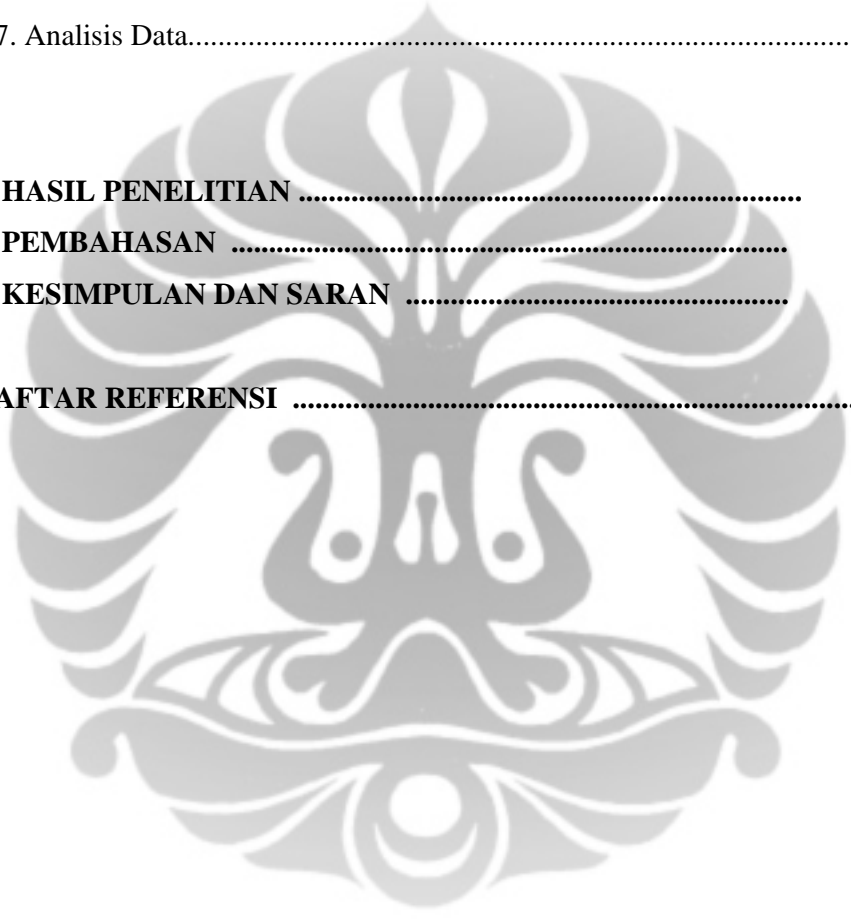 7. Analisis Data........................................................................................
HASIL PENELITIAN ...................................................................
PEMBAHASAN ..........................................................................
KESIMPULAN DAN SARAN ...................................................
AFTAR REFERENSI ...........................................................................